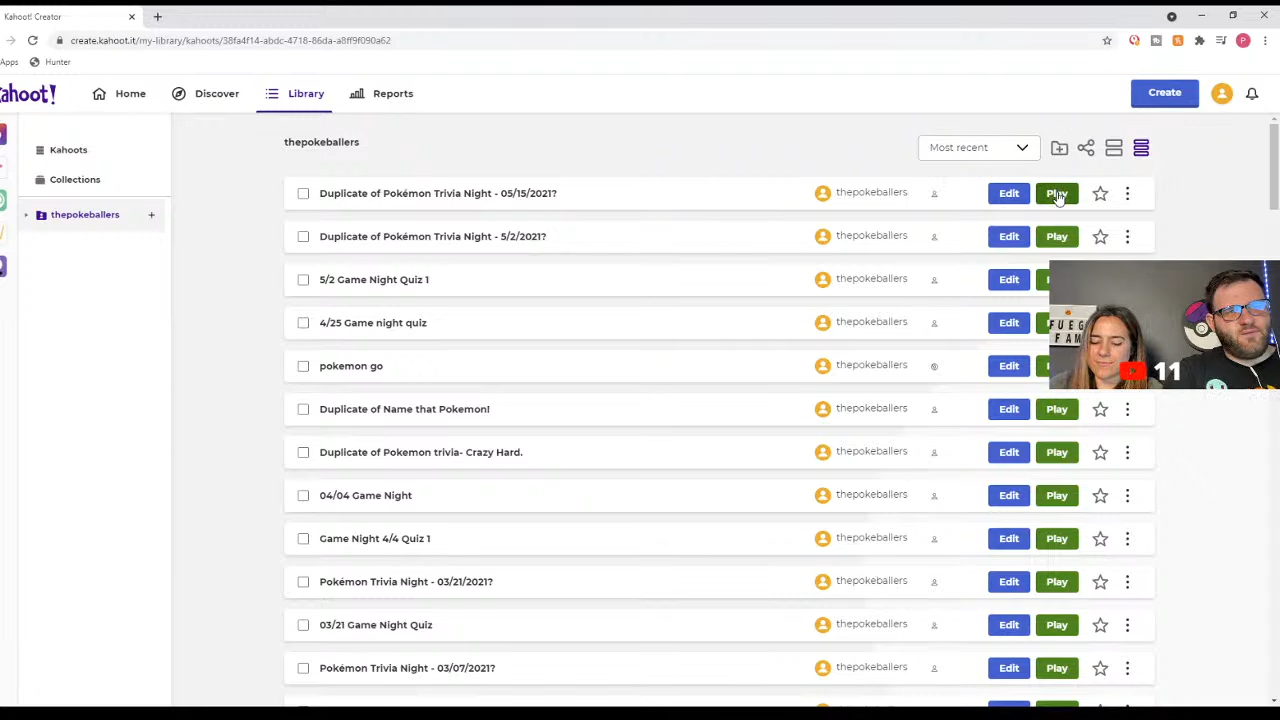 Kahoot! Creator
create.kahoot.it/my-library/kahoots/38fa4f14-abdc-4718-86da-a8ff9f090a62
P
Apps Hunter
ahoot! Home Discover Library Reports Create
Kahoots
Collections
thepokeballers +
thepokeballers Most recent
Duplicate of Pokémon Trivia Night - 05/15/2021? thepokeballers Edit Play
Duplicate of Pokémon Trivia Night - 5/2/2021? thepokeballers Edit Play
5/2 Game Night Quiz 1 thepokeballers Edit
4/25 Game night quiz thepokeballers Edit
pokemon go thepokeballers Edit
FUEG
FAM
11
Duplicate of Name that Pokemon! thepokeballers Edit Play
Duplicate of Pokemon trivia- Crazy Hard. thepokeballers Edit Play
04/04 Game Night thepokeballers Edit Play
Game Night 4/4 Quiz 1 thepokeballers Edit Play
Pokémon Trivia Night - 03/21/2021? thepokeballers Edit Play
03/21 Game Night Quiz thepokeballers Edit Play
Pokémon Trivia Night - 03/07/2021? thepokeballers Edit Play